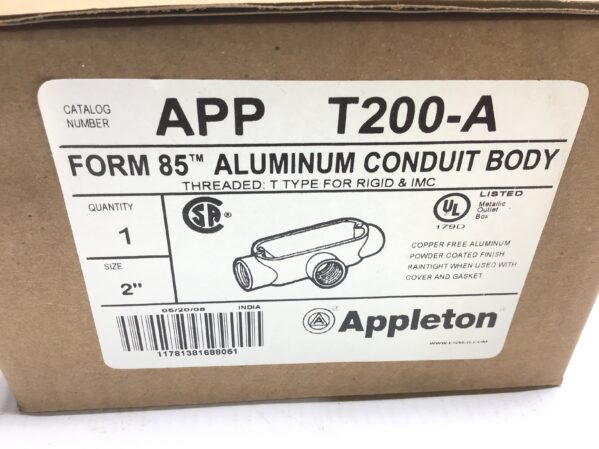 CATALOG
NUMBER
APP T200-A
FORM 85™ ALUMINUM CONDUIT BODY
THREADED: T TYPE FOR RIGID & IMC
QUANTITY
1
SIZE
2"
SA ®
UL
LISTED
Metallic
Outlet
Box
179D
COPPER FREE ALUMINUM
POWDER COATED FINISH
RAINTIGHT WHEN USED WITH
COVER AND GASKET
05/20/08 INDIA
11781381688051
A Appleton